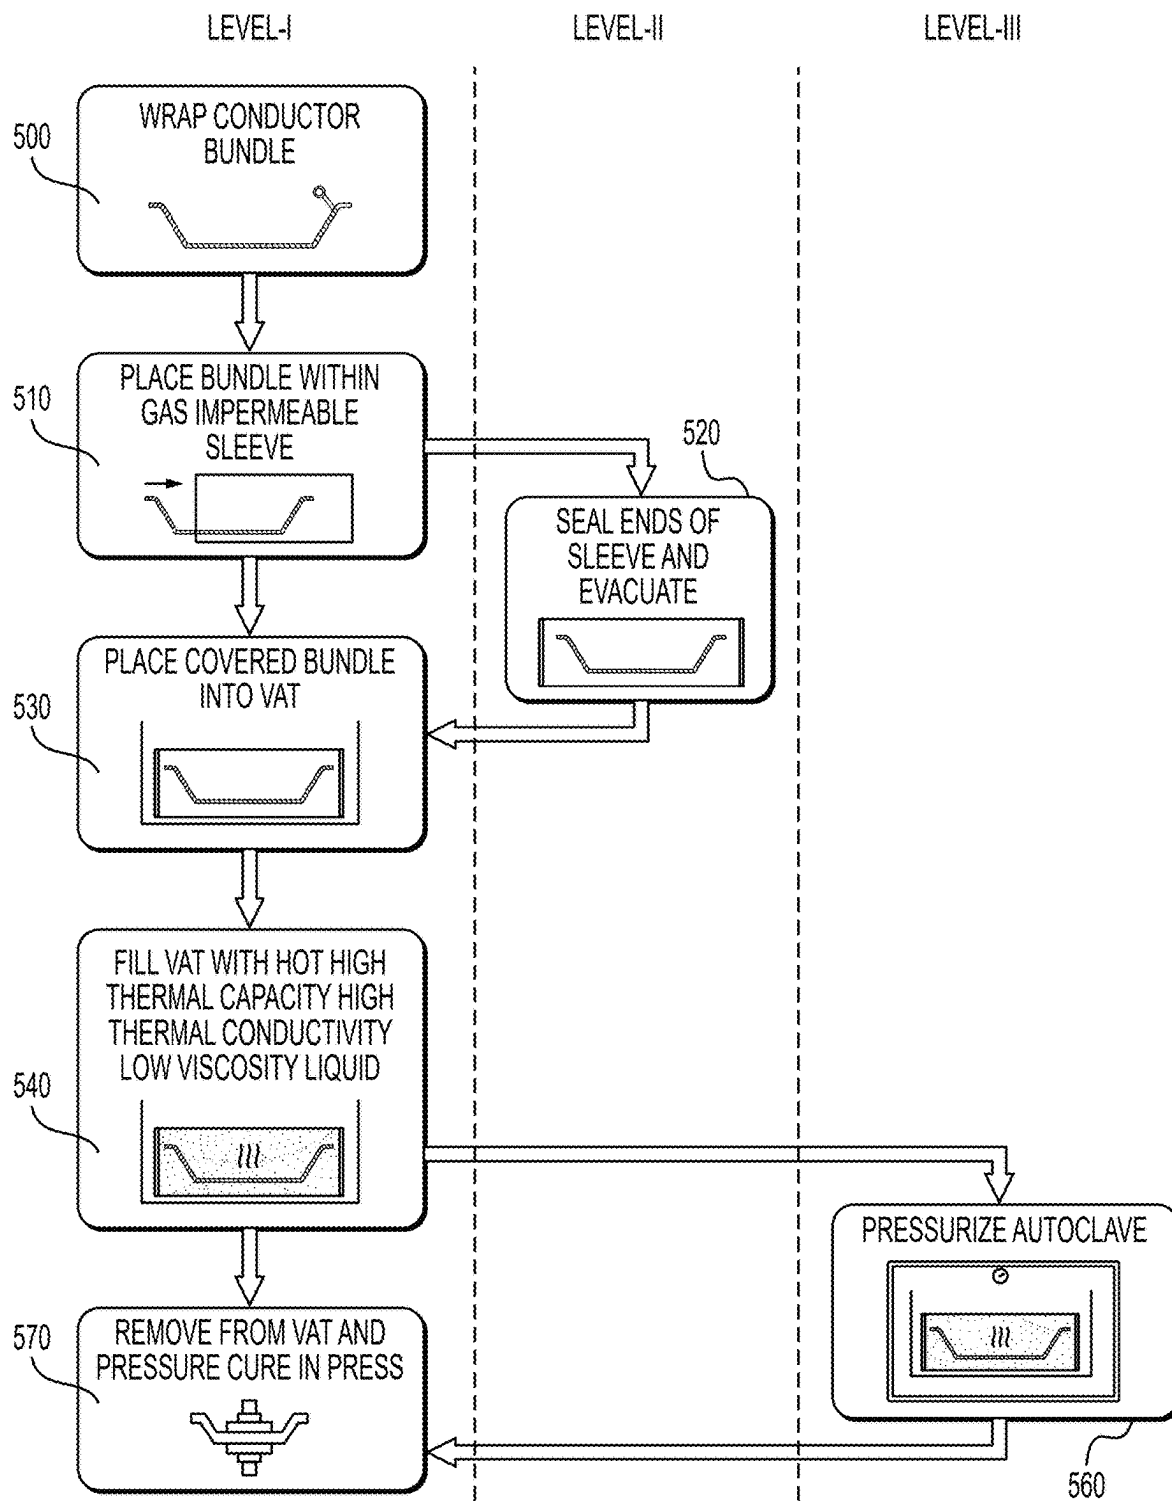 LEVEL-I
LEVEL-II
LEVEL-III
500
WRAP CONDUCTOR
BUNDLE
510
PLACE BUNDLE WITHIN
GAS IMPERMEABLE
SLEEVE
520
SEAL ENDS OF
SLEEVE AND
EVACUATE
530
PLACE COVERED BUNDLE
INTO VAT
540
FILL VAT WITH HOT HIGH
THERMAL CAPACITY HIGH
THERMAL CONDUCTIVITY
LOW VISCOSITY LIQUID
PRESSURIZE AUTOCLAVE
560
570
REMOVE FROM VAT AND
PRESSURE CURE IN PRESS